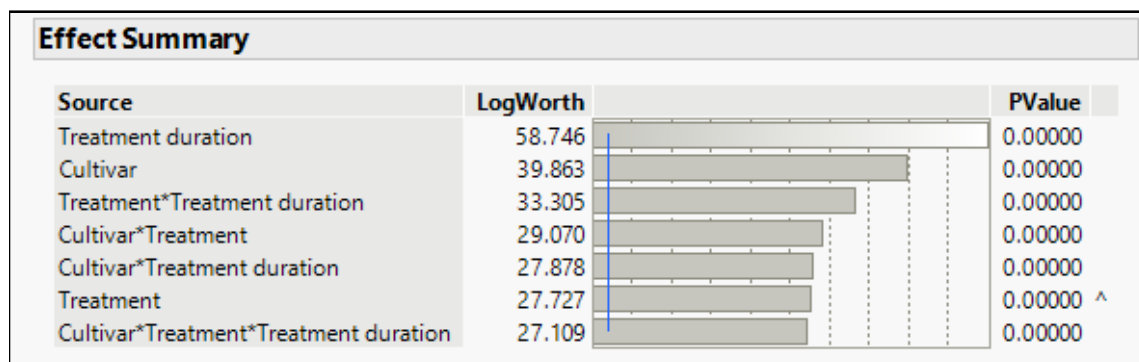 Effect Summary
Source LogWorth PValue
Treatment duration 58.746 0.00000
Cultivar 39.863 0.00000
Treatment*Treatment duration 33.305 0.00000
Cultivar*Treatment 29.070 0.00000
Cultivar*Treatment duration 27.878 0.00000
Treatment 27.727 0.00000 ^
Cultivar*Treatment*Treatment duration 27.109 0.00000